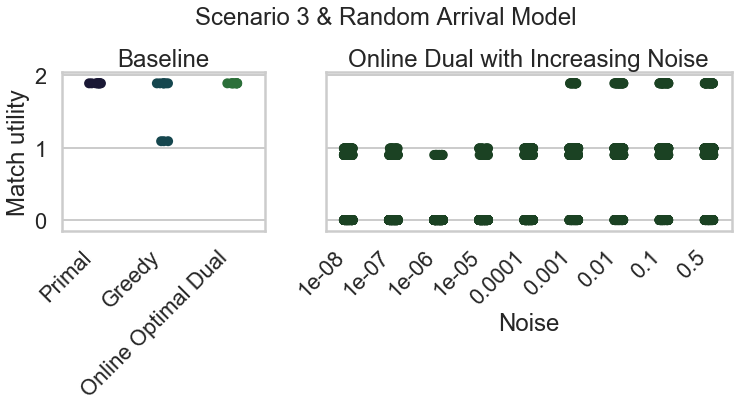 Scenario 3 & Random Arrival Model
Baseline
Online Dual with Increasing Noise
Match utility
2
1
0
Primal
Greedy
Online Optimal Dual
1e-08
1e-07
1e-06
1e-05
0.0001
0.001
0.01
0.1
0.5
Noise